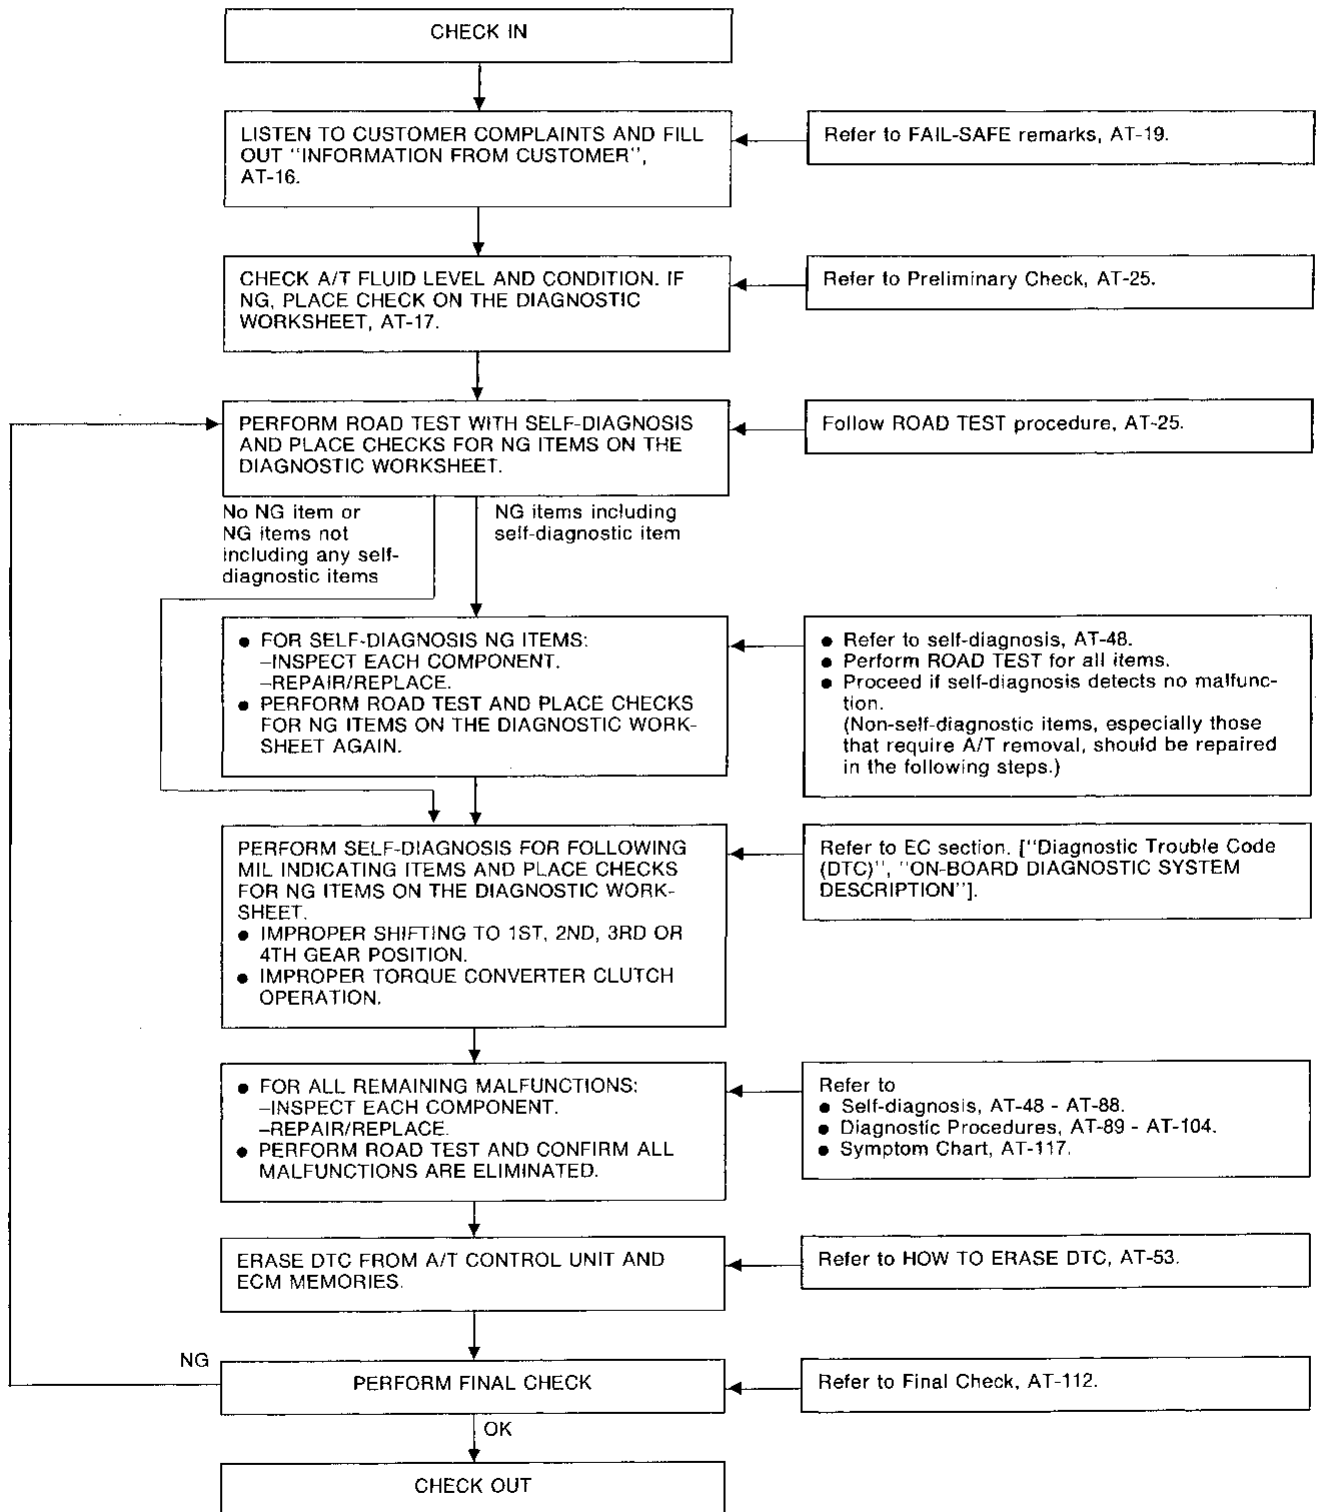 CHECK IN
LISTEN TO CUSTOMER COMPLAINTS AND FILL
OUT "INFORMATION FROM CUSTOMER",
AT-16.
Refer to FAIL-SAFE remarks, AT-19.
CHECK A/T FLUID LEVEL AND CONDITION. IF
NG, PLACE CHECK ON THE DIAGNOSTIC
WORKSHEET, AT-17.
Refer to Preliminary Check, AT-25.
PERFORM ROAD TEST WITH SELF-DIAGNOSIS
AND PLACE CHECKS FOR NG ITEMS ON THE
DIAGNOSTIC WORKSHEET.
Follow ROAD TEST procedure, AT-25.
No NG item or
NG items not
including any self-
diagnostic items
NG items including
self-diagnostic item
● FOR SELF-DIAGNOSIS NG ITEMS:
–INSPECT EACH COMPONENT.
–REPAIR/REPLACE.
● PERFORM ROAD TEST AND PLACE CHECKS
FOR NG ITEMS ON THE DIAGNOSTIC WORK-
SHEET AGAIN.
● Refer to self-diagnosis, AT-48.
● Perform ROAD TEST for all items.
● Proceed if self-diagnosis detects no malfunc-
tion.
(Non-self-diagnostic items, especially those
that require A/T removal, should be repaired
in the following steps.)
PERFORM SELF-DIAGNOSIS FOR FOLLOWING
MIL INDICATING ITEMS AND PLACE CHECKS
FOR NG ITEMS ON THE DIAGNOSTIC WORK-
SHEET.
● IMPROPER SHIFTING TO 1ST, 2ND, 3RD OR
4TH GEAR POSITION.
● IMPROPER TORQUE CONVERTER CLUTCH
OPERATION.
Refer to EC section. ["Diagnostic Trouble Code
(DTC)", "ON-BOARD DIAGNOSTIC SYSTEM
DESCRIPTION"].
● FOR ALL REMAINING MALFUNCTIONS:
–INSPECT EACH COMPONENT.
–REPAIR/REPLACE.
● PERFORM ROAD TEST AND CONFIRM ALL
MALFUNCTIONS ARE ELIMINATED.
Refer to
● Self-diagnosis, AT-48 - AT-88.
● Diagnostic Procedures, AT-89 - AT-104.
● Symptom Chart, AT-117.
ERASE DTC FROM A/T CONTROL UNIT AND
ECM MEMORIES.
Refer to HOW TO ERASE DTC, AT-53.
NG
PERFORM FINAL CHECK
Refer to Final Check, AT-112.
OK
CHECK OUT